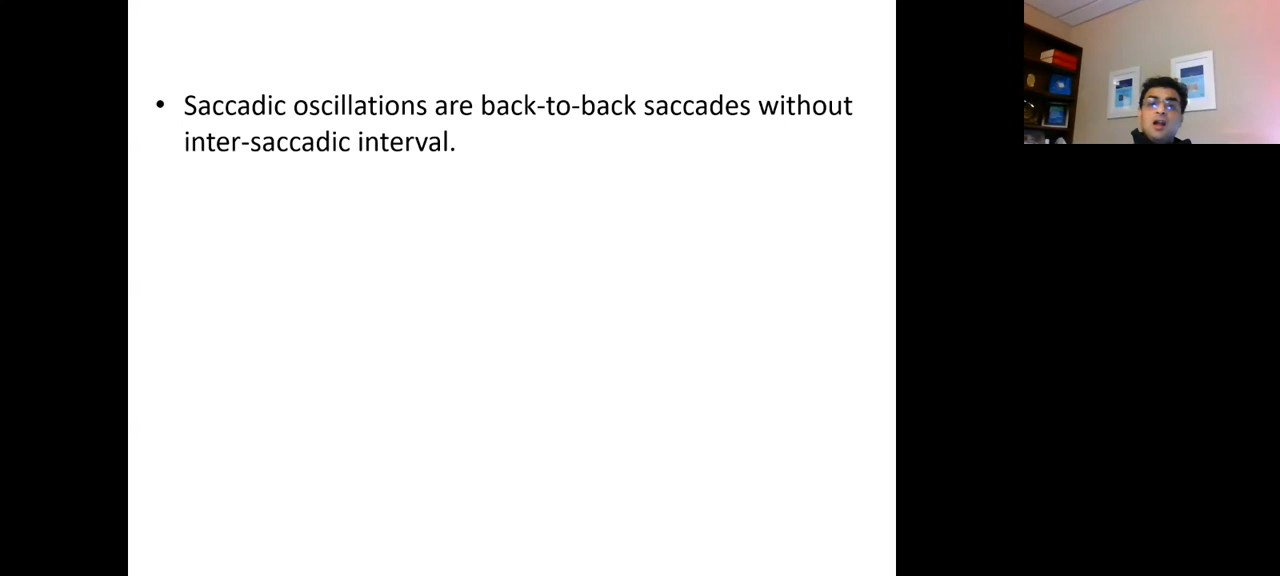 • Saccadic oscillations are back-to-back saccades without
inter-saccadic interval.